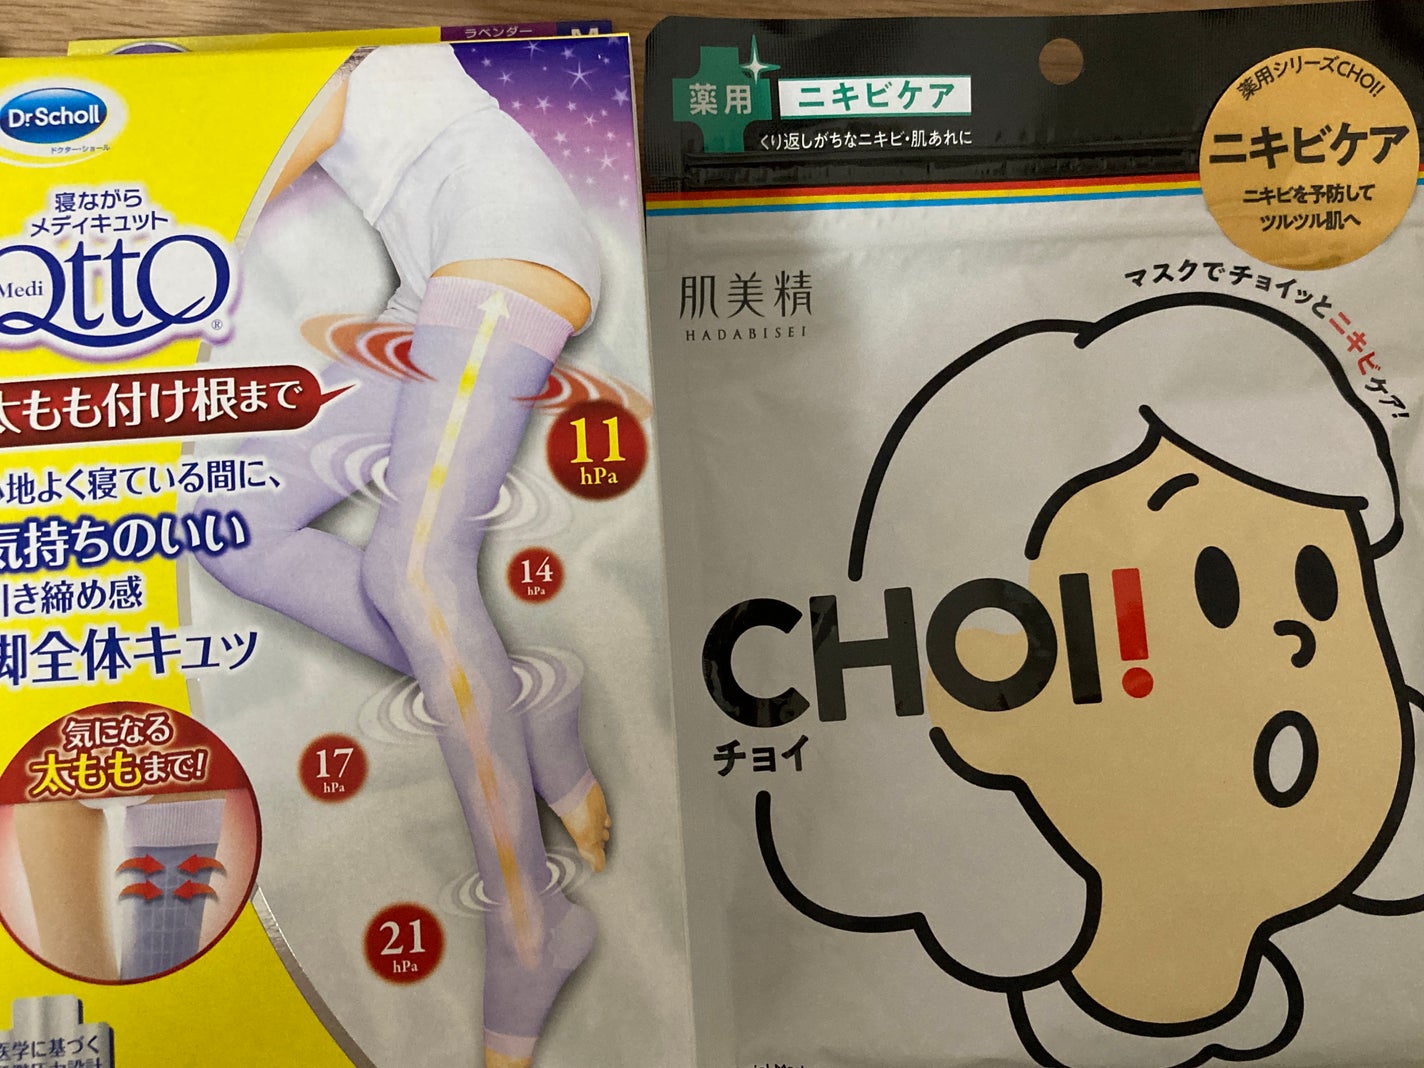 ラベンダー
M
Dr. Scholl
ドクター・ショール
寝ながら
メディキュット
Medi
QttO®
太もも付け根まで
心地よく寝ている間に、
気持ちのいい
引き締め感
脚全体キュッ
気になる
太ももまで!
医学に基づく
11
hPa
14
hPa
17
hPa
21
hPa
薬用
ニキビケア
くり返しがちなニキビ・肌あれに
薬用シリーズCHOI!!
ニキビケア
ニキビを予防して
ツルツル肌へ
肌美精
HADABISEI
マスクでチョイッとニキビケア!
CHOI!
チョイ